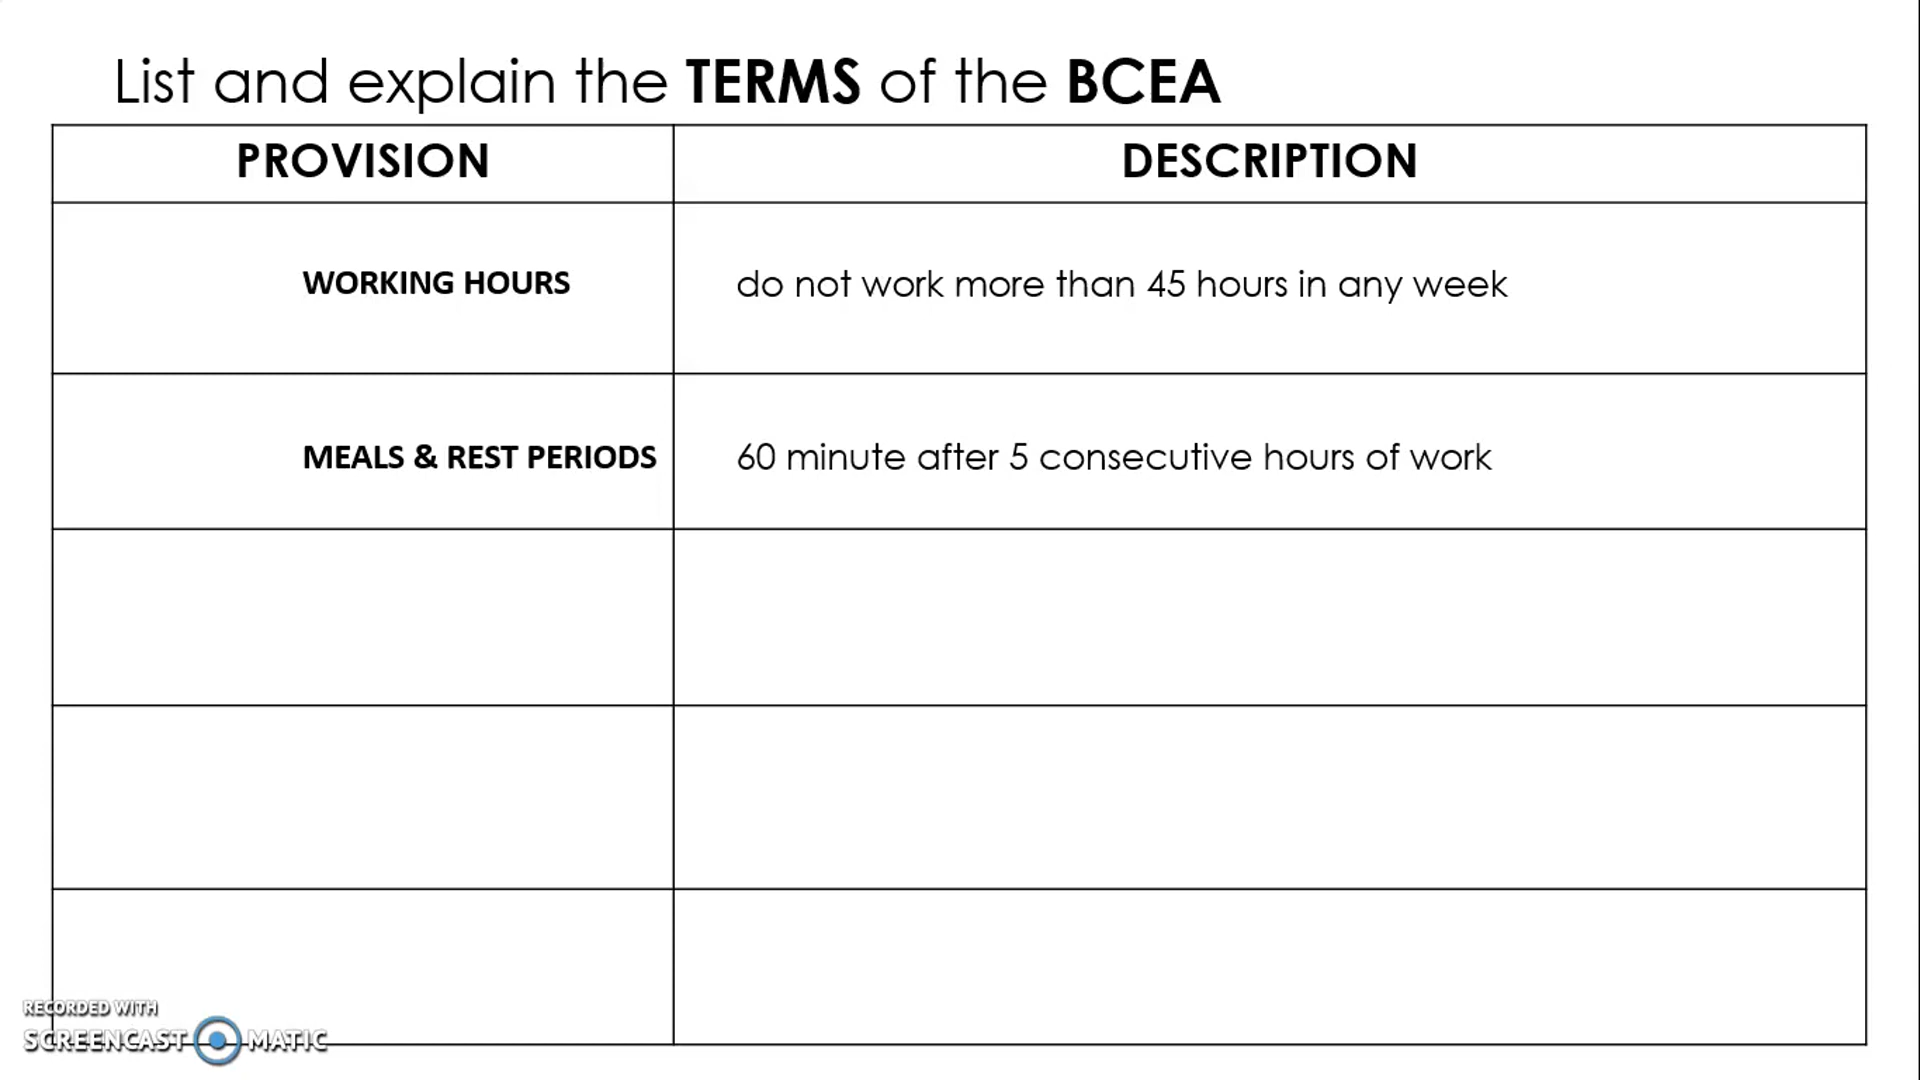 List and explain the TERMS of the BCEA
PROVISION
DESCRIPTION
WORKING HOURS
do not work more than 45 hours in any week
MEALS & REST PERIODS
60 minute after 5 consecutive hours of work
RECORDED WITH
SCREENCAST MATIC